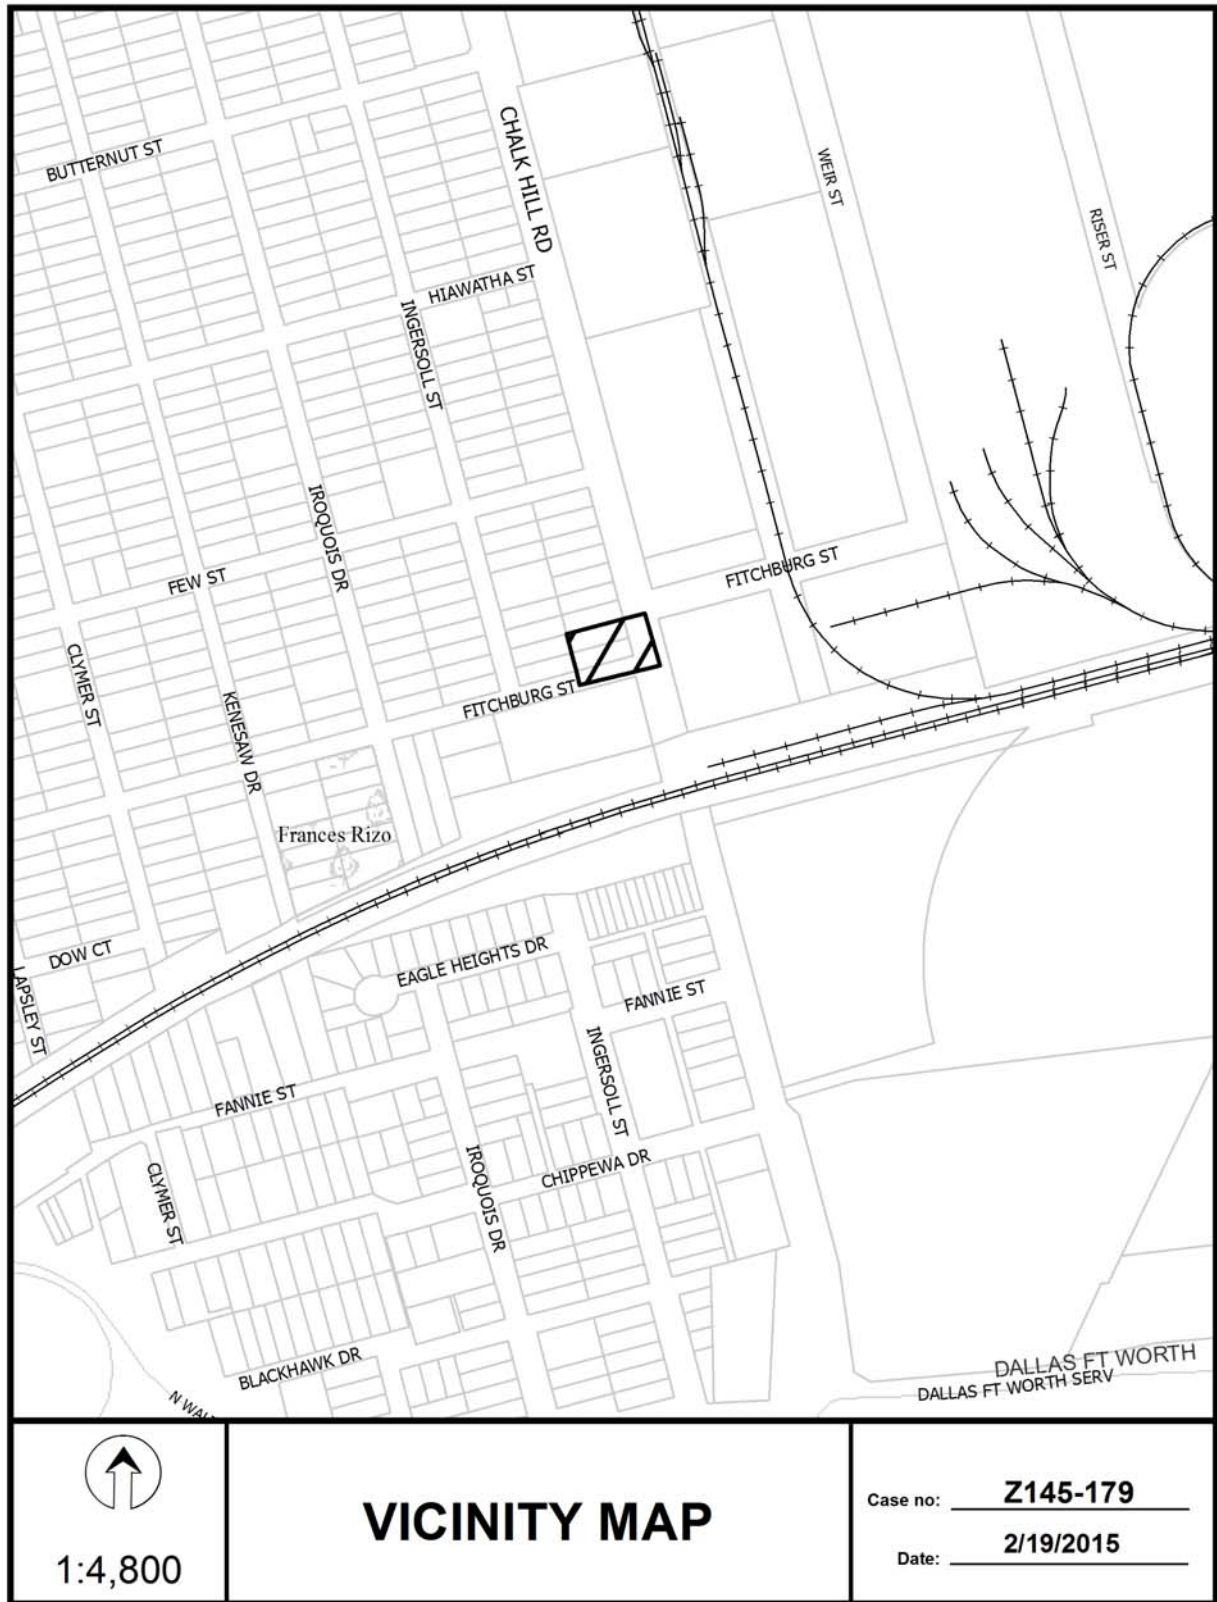 CHALK HILL RD
BUTTERNUT ST
WEIR ST
RISER ST
HIAWATHA ST
INGERSOLL ST
IROQUOIS DR
FITCHBURG ST
FEW ST
CLYMER ST
KENESAW DR
FITCHBURG ST
Frances Rizo
DOW CT
EAGLE HEIGHTS DR
LAPSLEY ST
FANNIE ST
INGERSOLL ST
FANNIE ST
CHIPPEWA DR
IROQUOIS DR
CLYMER ST
BLACKHAWK DR
DALLAS FT WORTH
DALLAS FT WORTH SERV
N
1:4,800
VICINITY MAP
Case no: Z145-179
Date: 2/19/2015